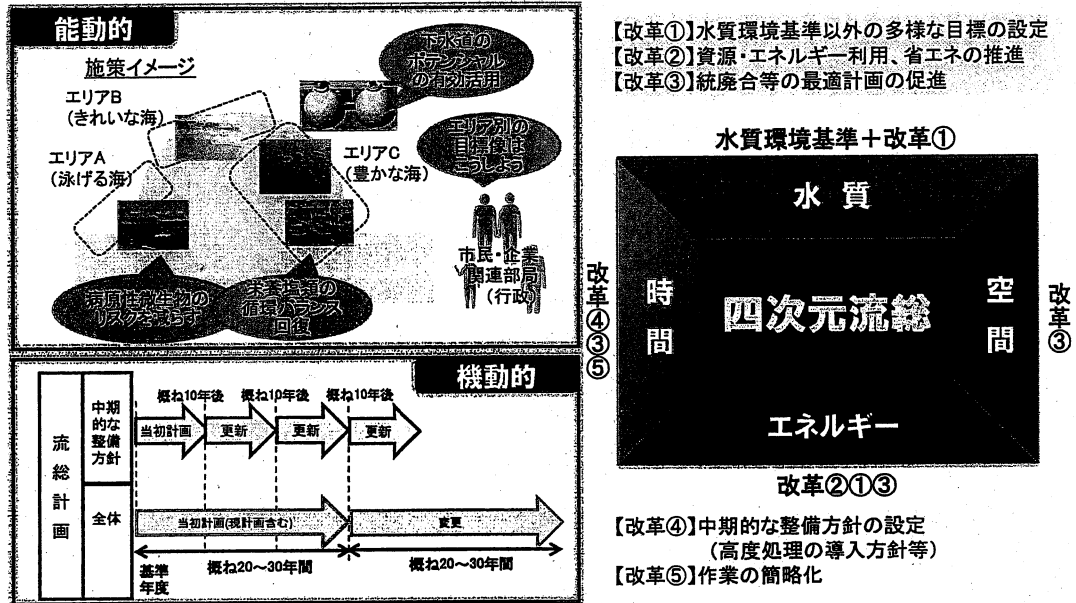 能動的
施策イメージ
エリアB
(きれいな海)
エリアA
(泳げる海)
エリアC
(豊かな海)
下水道の
ポテンシャル
の有効活用
エリア別の
目標像は
こうしよう
市民・企業
関連部局
(行政)
病原性微生物の
リスクを減らす
栄養塩類の
循環バランス
回復
機動的
流総計画
中期的な整備方針
概ね10年後
概ね10年後
概ね10年後
当初計画
更新
更新
更新
全体
当初計画(現計画含む)
変更
基準
年度
概ね20～30年間
概ね20～30年間
【改革①】水質環境基準以外の多様な目標の設定
【改革②】資源・エネルギー利用、省エネの推進
【改革③】統廃合等の最適計画の促進
水質環境基準＋改革①
水質
改革④③⑤
時間
四次元流総
空間
改革③
エネルギー
改革②①③
【改革④】中期的な整備方針の設定
(高度処理の導入方針等)
【改革⑤】作業の簡略化